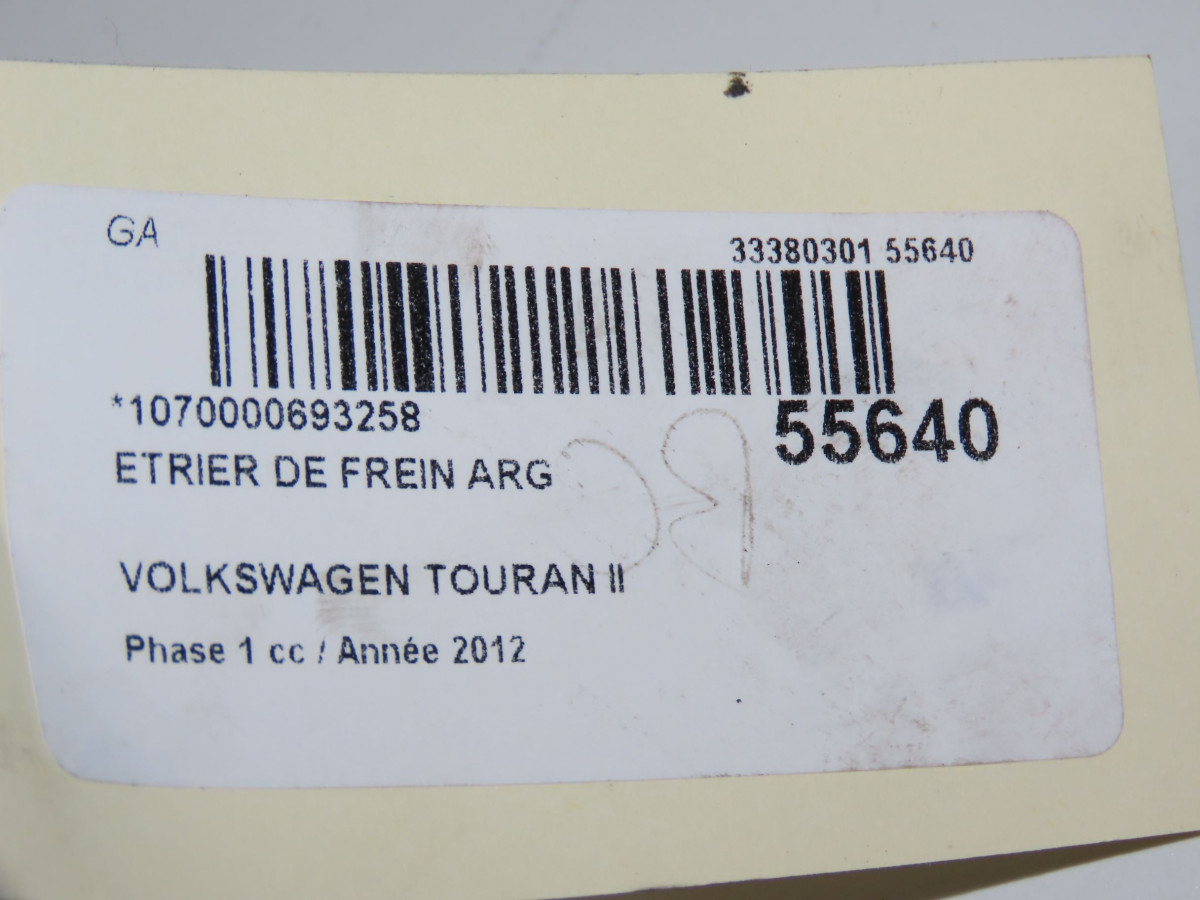 GA
33380301 55640
*1070000693258
55640
ETRIER DE FREIN ARG
VOLKSWAGEN TOURAN II
Phase 1 cc / Année 2012